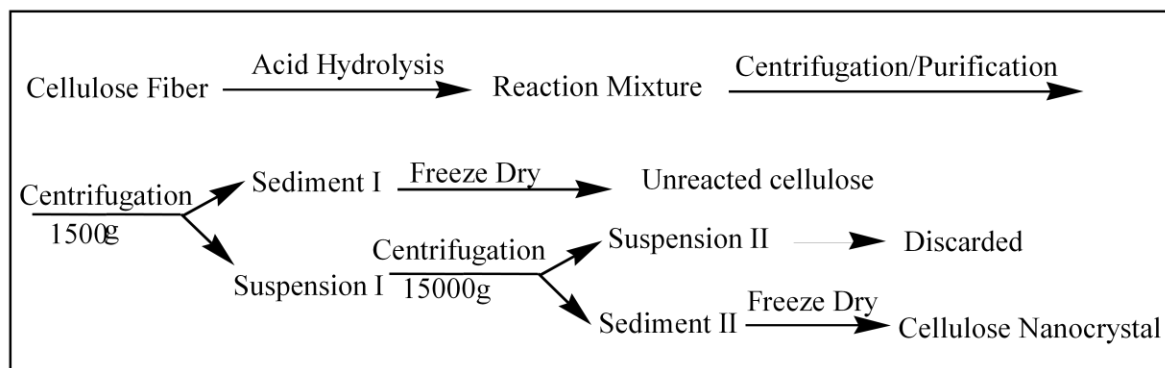 Acid Hydrolysis
Centrifugation/Purification
Cellulose Fiber
Reaction Mixture
Centrifugation
1500g
Sediment I
Freeze Dry
Unreacted cellulose
Suspension I
Centrifugation
15000g
Suspension II
Discarded
Sediment II
Freeze Dry
Cellulose Nanocrystal